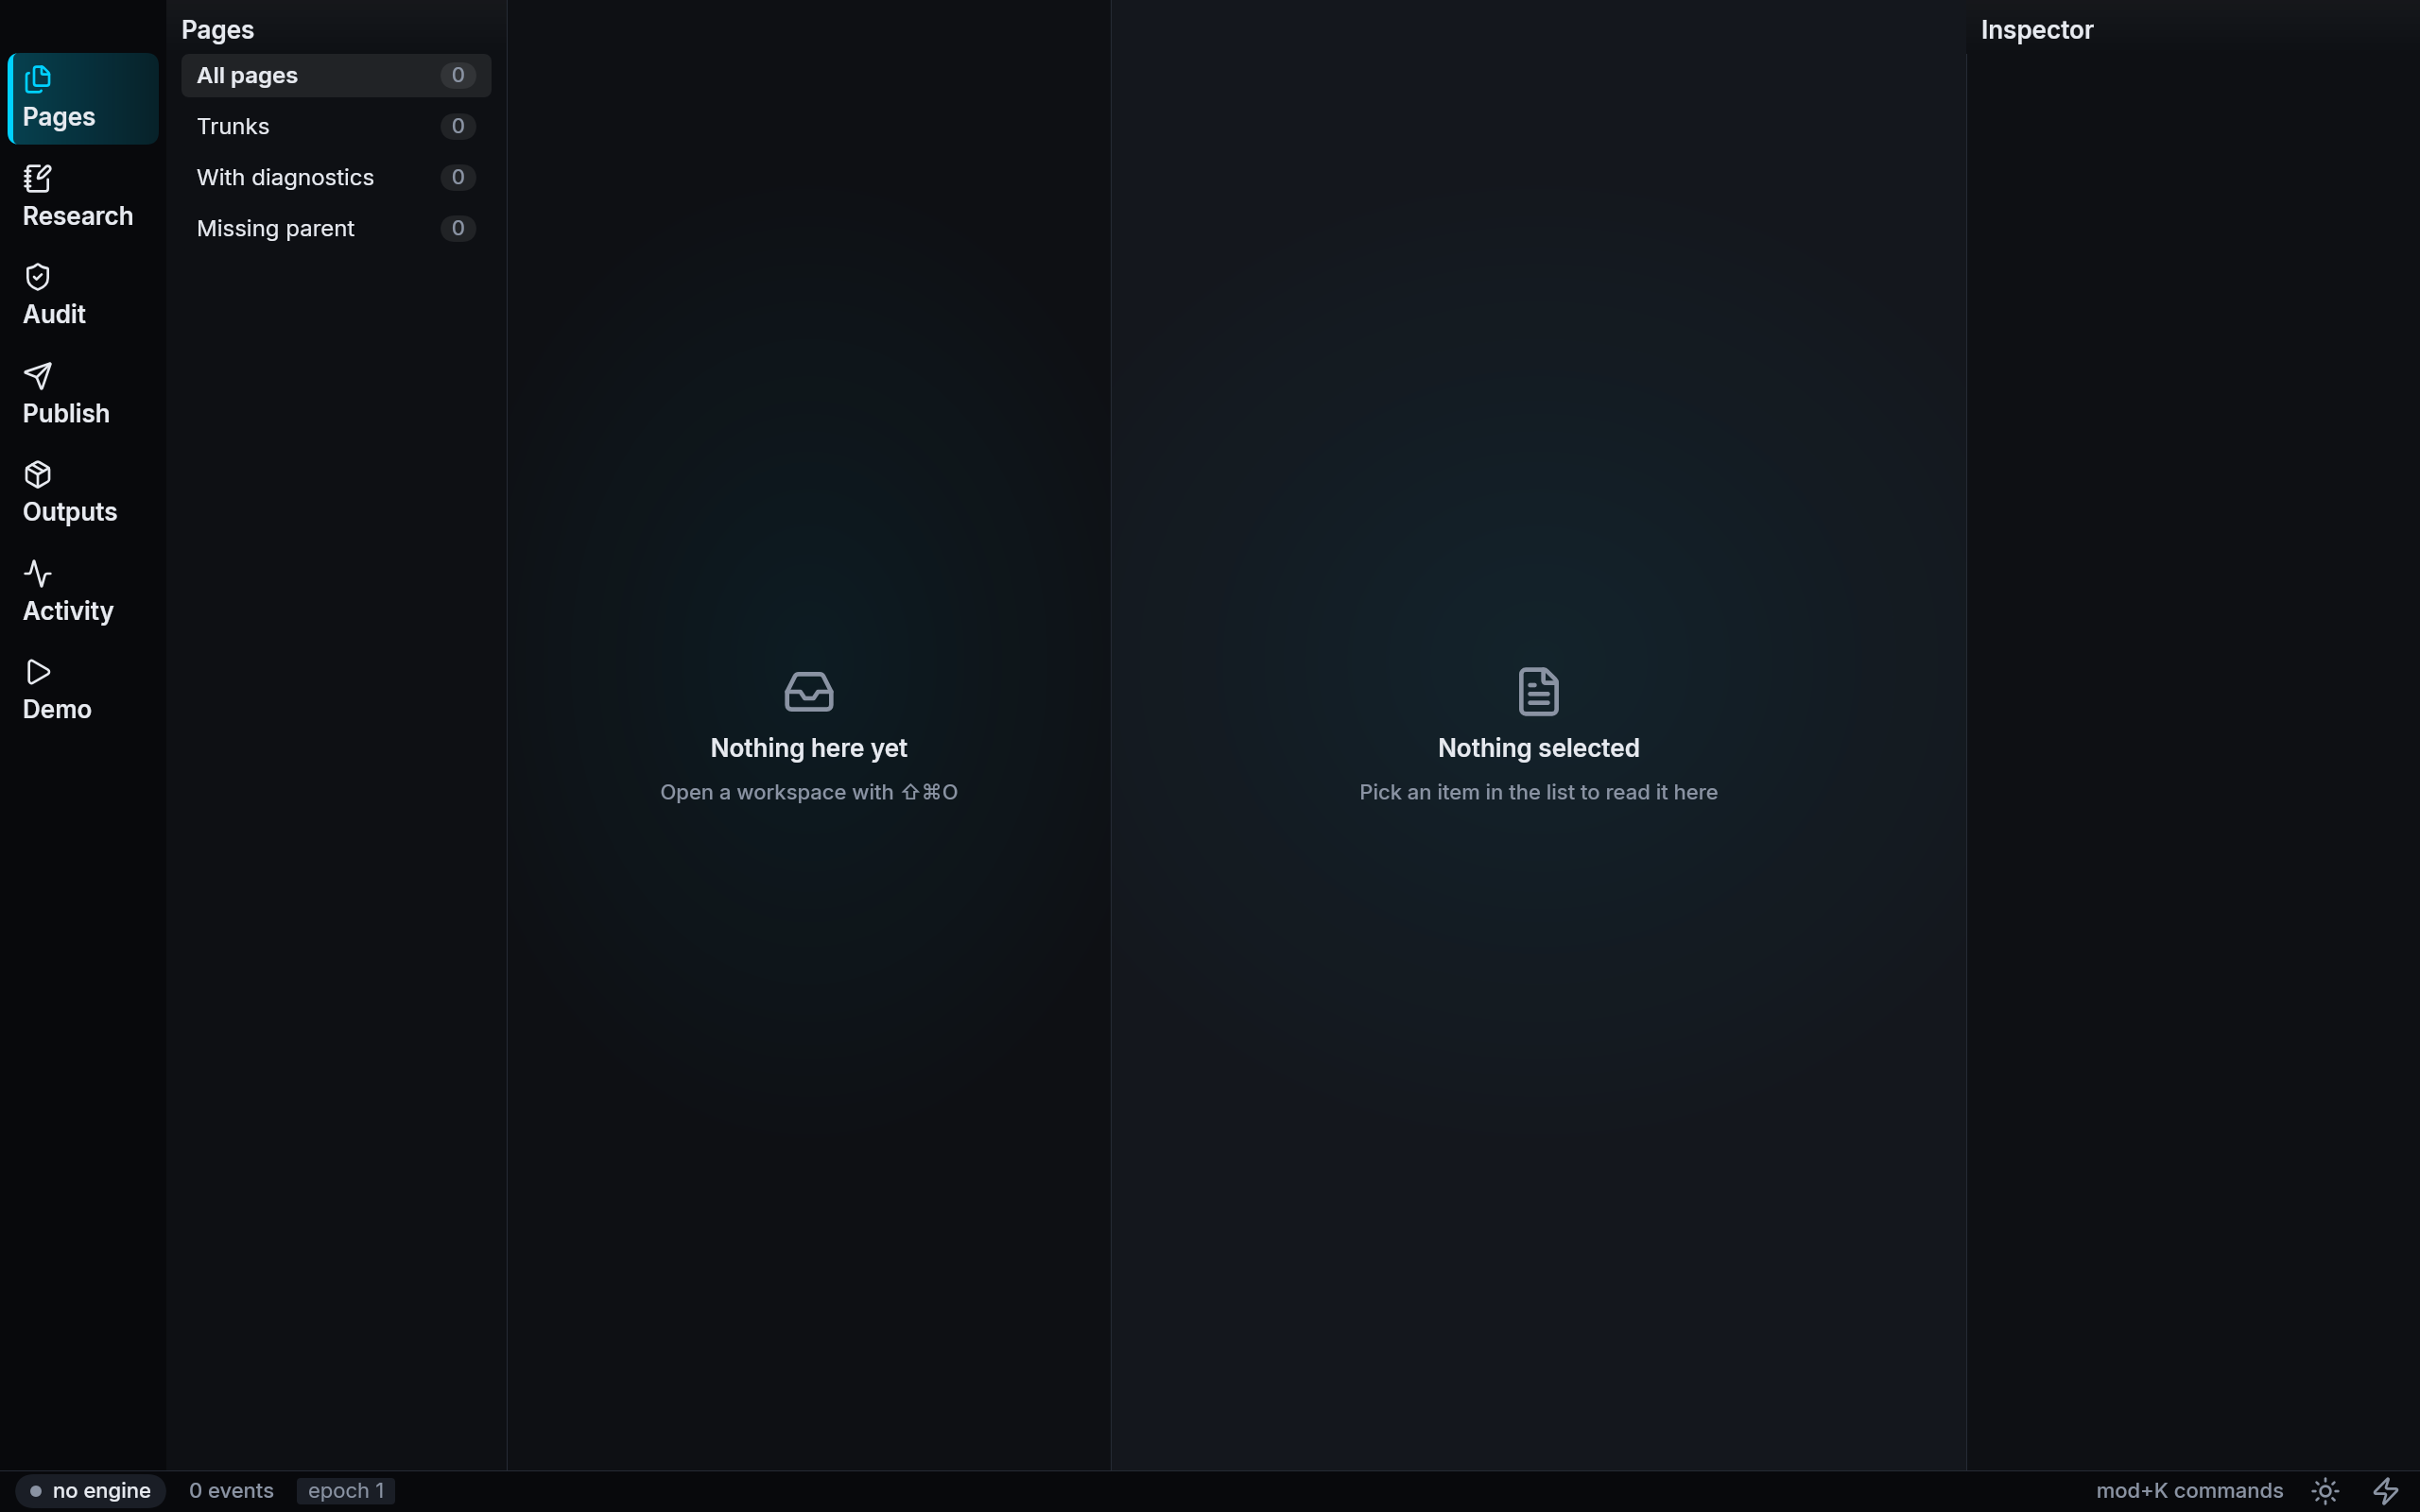 Pages
Research
Audit
Publish
Outputs
Activity
Demo
Pages
All pages 0
Trunks 0
With diagnostics 0
Missing parent 0
Nothing here yet
Open a workspace with ⇧⌘O
Nothing selected
Pick an item in the list to read it here
Inspector
no engine 0 events epoch 1
mod+K commands